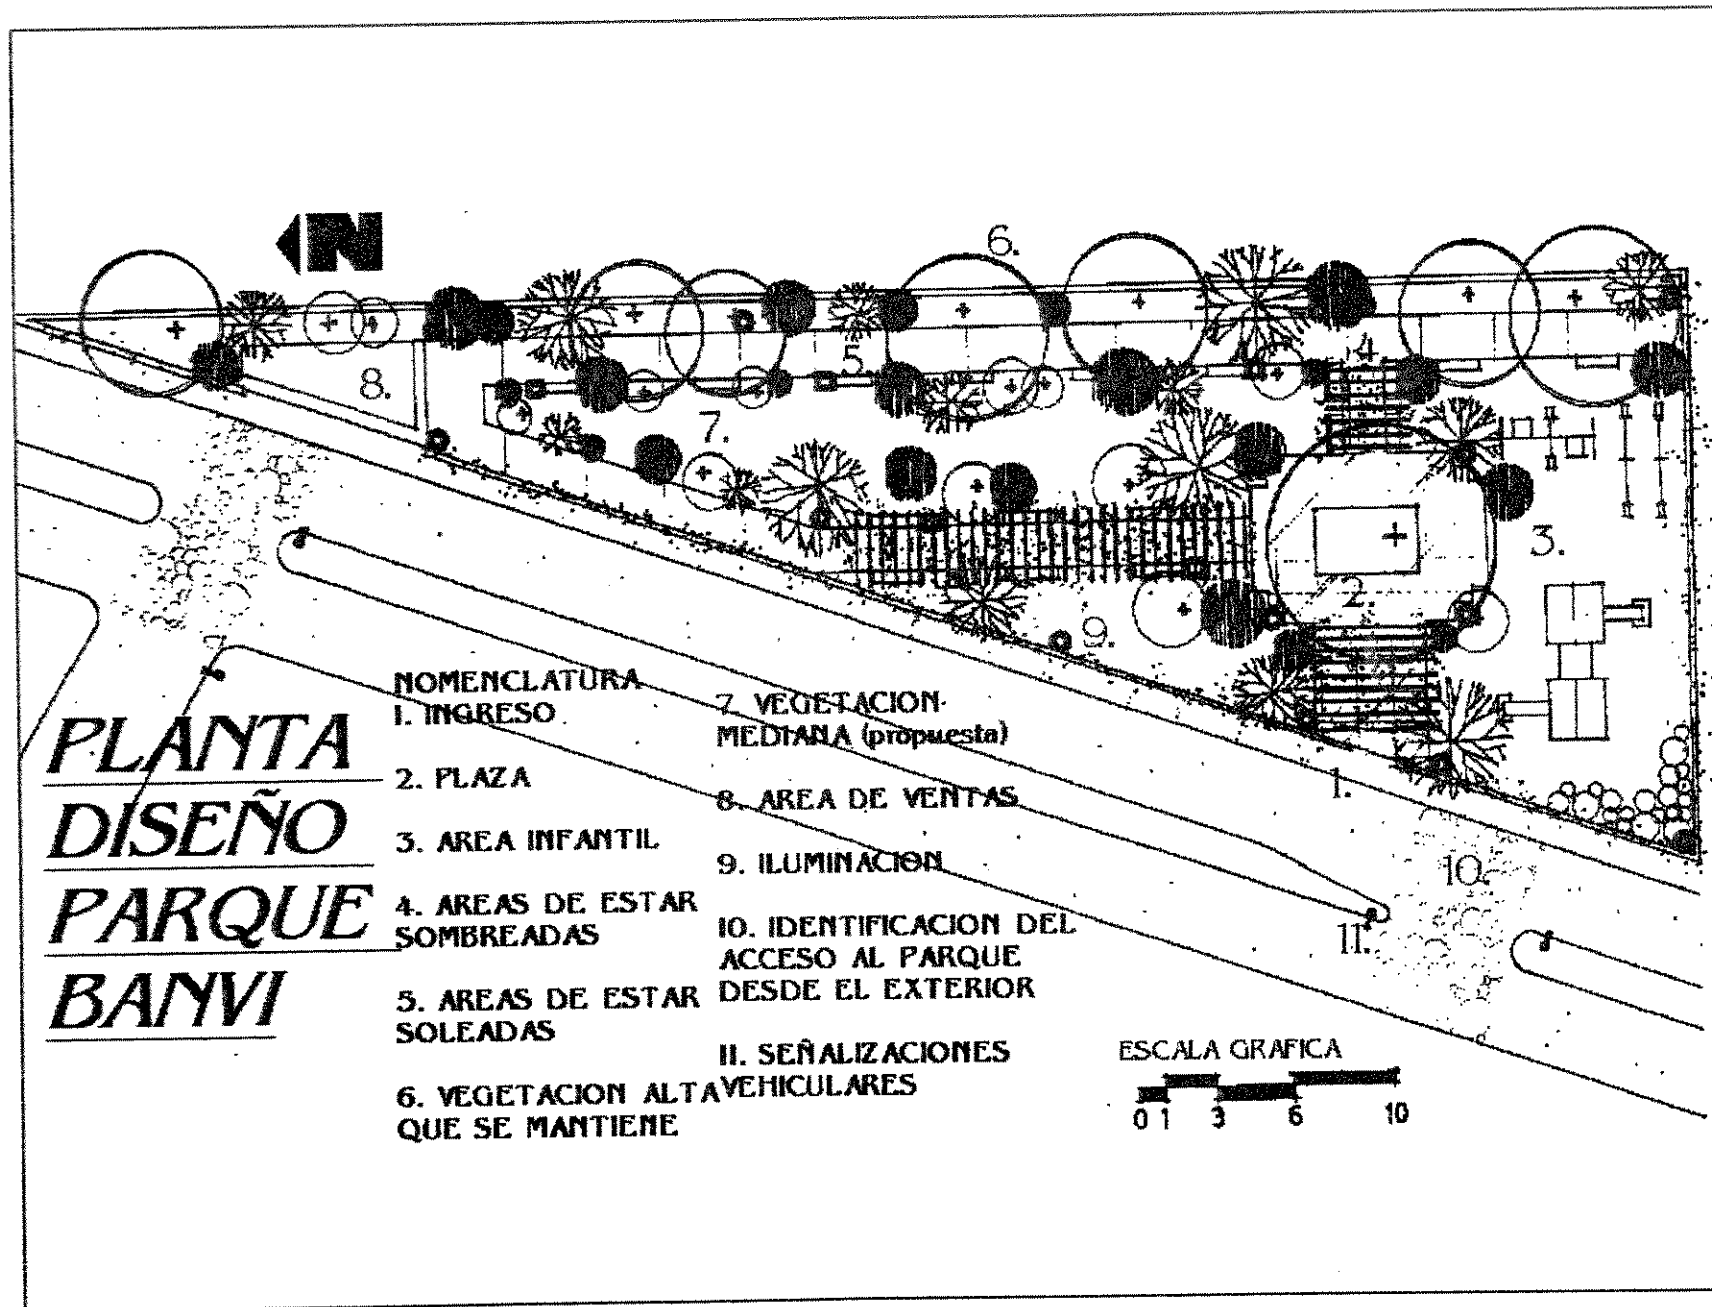 N
6.
8.
5
4
7.
3.
2.
9.
7
1.
10.
11.
PLANTA
DISEÑO
PARQUE
BANVI
NOMENCLATURA
1. INGRESO
2. PLAZA
3. AREA INFANTIL
4. AREAS DE ESTAR
SOMBREADAS
5. AREAS DE ESTAR
SOLEADAS
6. VEGETACION ALTA
QUE SE MANTIENE
7. VEGETACION
MEDIANA (propuesta)
8. AREA DE VENTAS
9. ILUMINACION
10. IDENTIFICACION DEL
ACCESO AL PARQUE
DESDE EL EXTERIOR
11. SEÑALIZACIONES
VEHICULARES
ESCALA GRAFICA
0 1 3 6 10